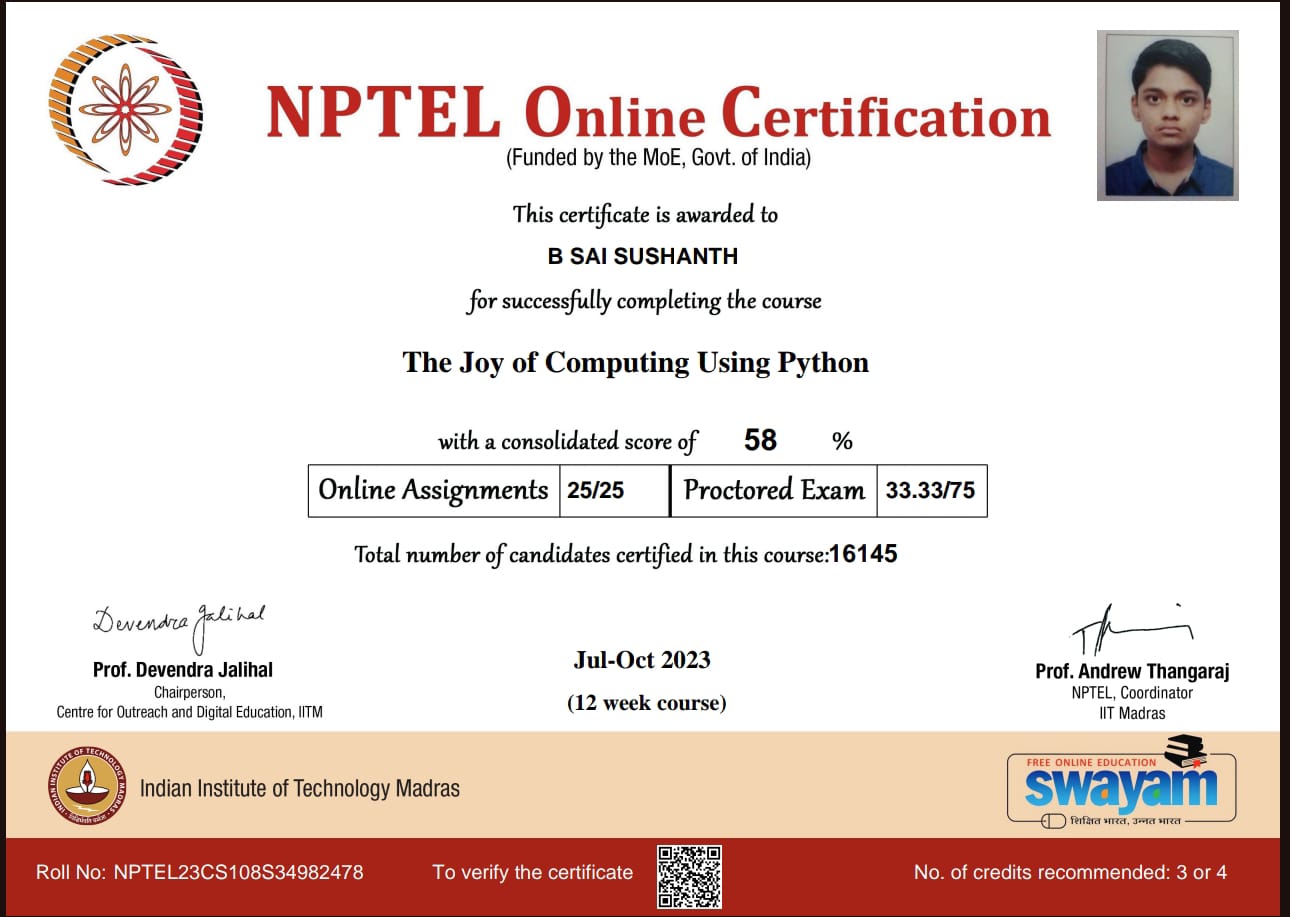 NPTEL Online Certification
(Funded by the MoE, Govt. of India)
This certificate is awarded to
B SAI SUSHANTH
for successfully completing the course
The Joy of Computing Using Python
with a consolidated score of 58 %
Online Assignments 25/25 Proctored Exam 33.33/75
Total number of candidates certified in this course:16145
Devendra Jalihal
Prof. Devendra Jalihal
Chairperson,
Centre for Outreach and Digital Education, IITM
Jul-Oct 2023
(12 week course)
Prof. Andrew Thangaraj
NPTEL, Coordinator
IIT Madras
INDIAN INSTITUTE OF TECHNOLOGY MADRAS
Indian Institute of Technology Madras
FREE ONLINE EDUCATION
swayam
शिक्षित भारत, उन्नत भारत
Roll No: NPTEL23CS108S34982478
To verify the certificate
No. of credits recommended: 3 or 4